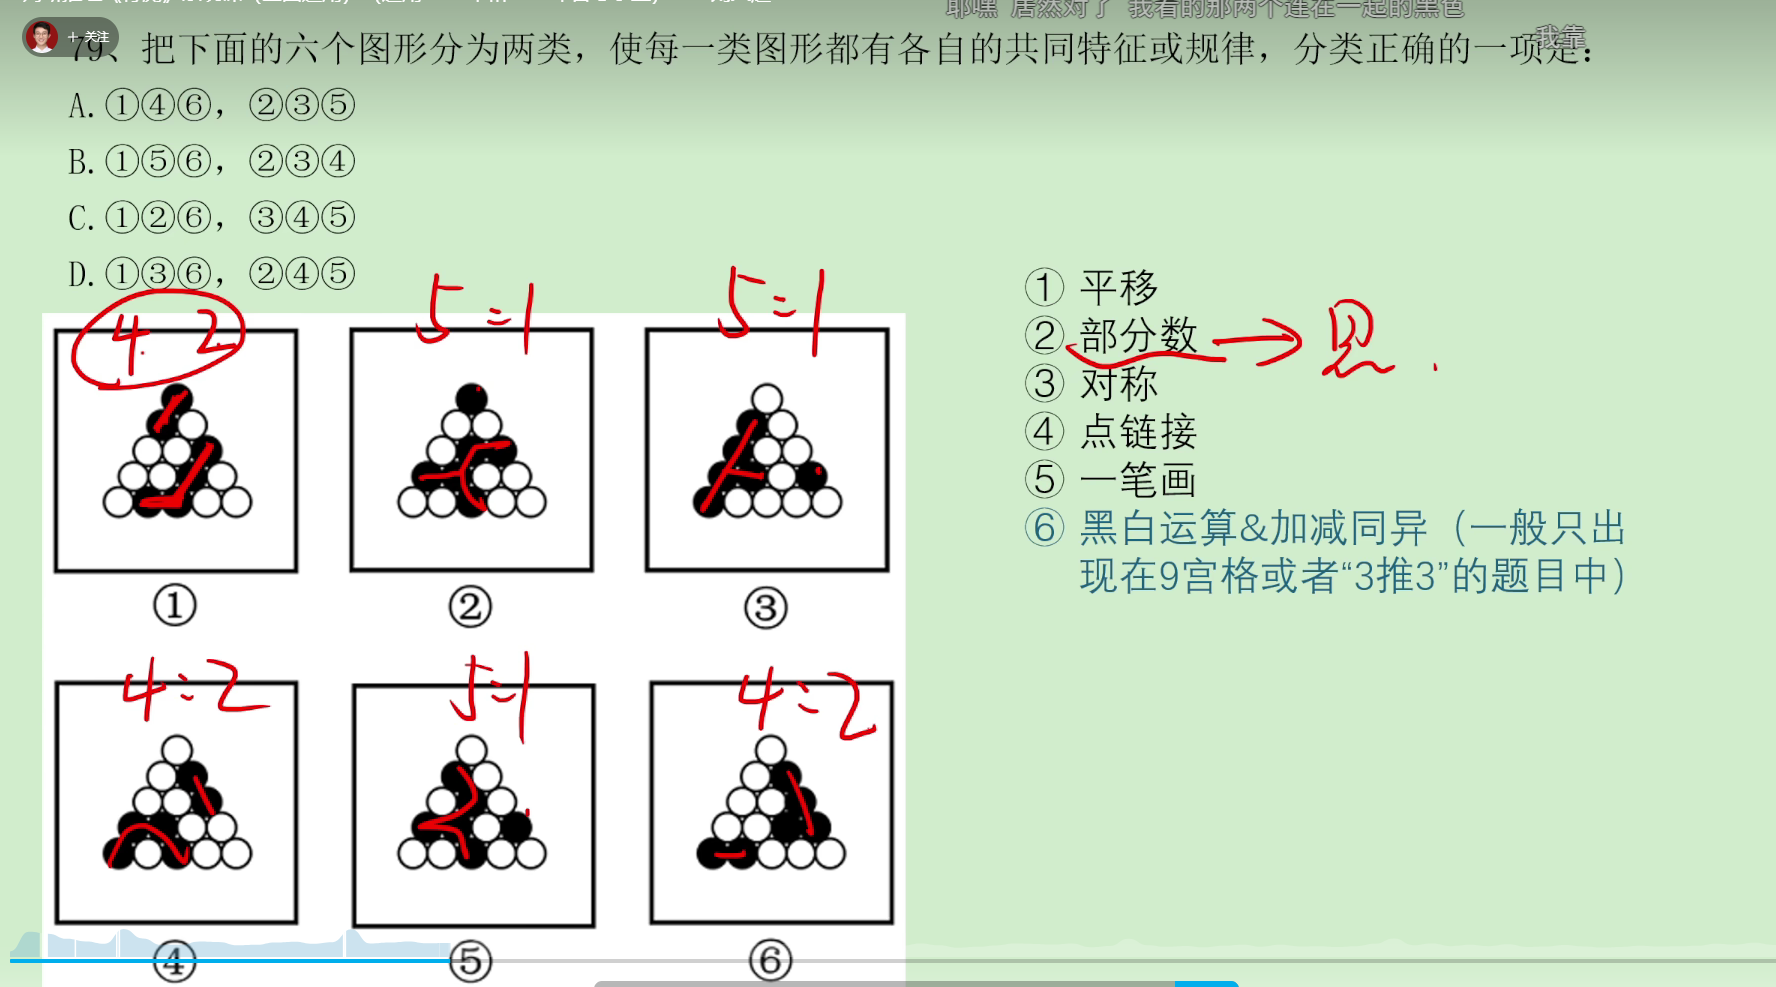 耶嘿 居然对了 我看的那两个连在一起的黑色
我靠
+ 关注
79、把下面的六个图形分为两类，使每一类图形都有各自的共同特征或规律，分类正确的一项是：
A. ①④⑥，②③⑤
B. ①⑤⑥，②③④
C. ①②⑥，③④⑤
D. ①③⑥，②④⑤
4 2
5=1
5=1
① 平移
② 部分数
③ 对称
④ 点链接
⑤ 一笔画
⑥ 黑白运算&加减同异（一般只出
现在9宫格或者“3推3”的题目中）
① ② ③
4:2
5=1
4:2
④ ⑤ ⑥